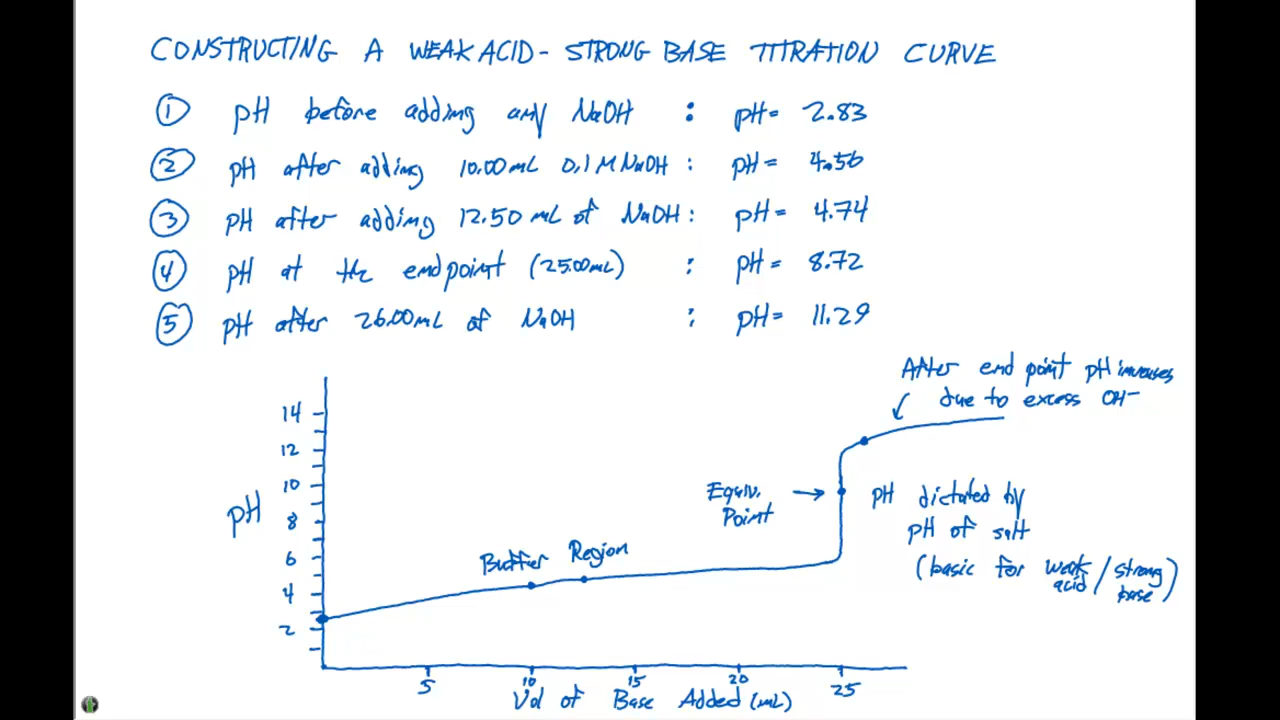 CONSTRUCTING A WEAK ACID - STRONG BASE TITRATION CURVE
① pH before adding any NaOH : pH = 2.83
② pH after adding 10.00 mL 0.1 M NaOH : pH = 4.56
③ pH after adding 12.50 mL of NaOH : pH = 4.74
④ pH at the endpoint (25.00mL) : pH = 8.72
⑤ pH after 26.00mL of NaOH : pH = 11.29
After end point pH increases
due to excess OH⁻
14
12
10
8
6
4
2
pH
Equiv.
Point
pH dictated by
pH of salt
(basic for weak acid / strong base)
Buffer Region
5
10
15
20
25
Vol of Base Added (mL)